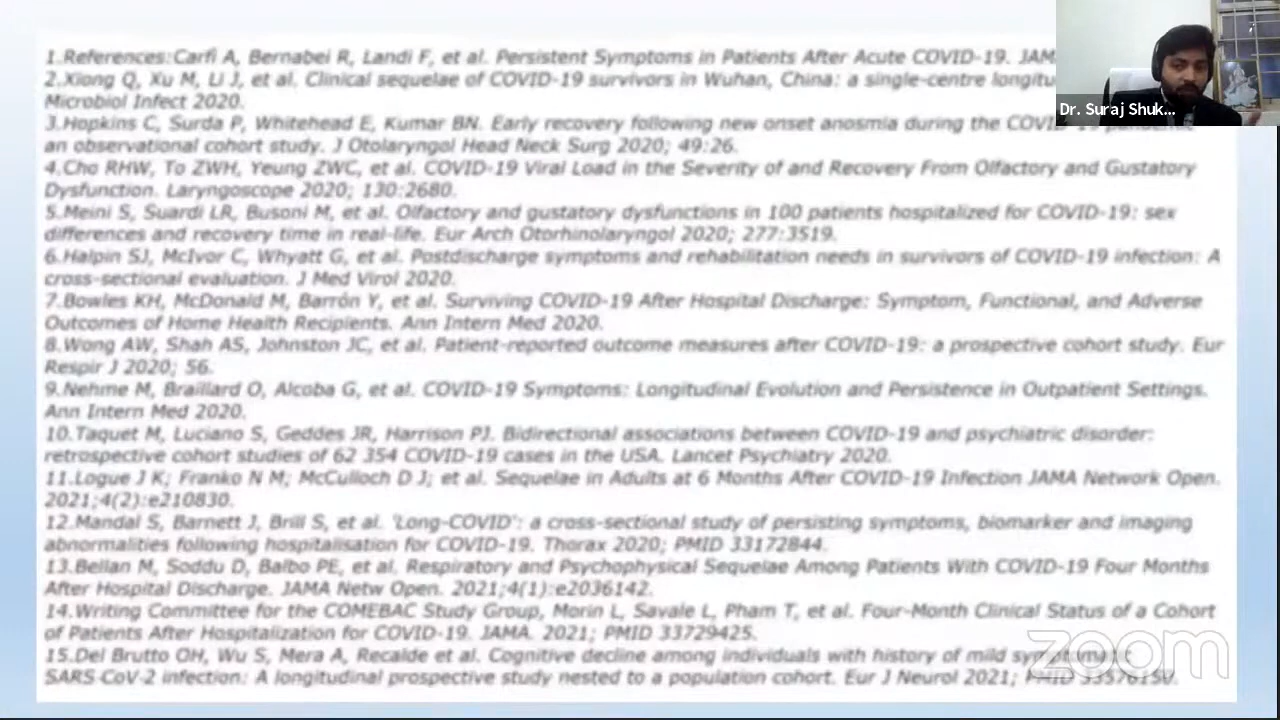 1.References:Carfì A, Bernabei R, Landi F, et al. Persistent Symptoms in Patients After Acute COVID-19. JAM
2.Xiong Q, Xu M, Li J, et al. Clinical sequelae of COVID-19 survivors in Wuhan, China: a single-centre longitu
Microbiol Infect 2020.
3.Hopkins C, Surda P, Whitehead E, Kumar BN. Early recovery following new onset anosmia during the COVID-19
an observational cohort study. J Otolaryngol Head Neck Surg 2020; 49:26.
4.Cho RHW, To ZWH, Yeung ZWC, et al. COVID-19 Viral Load in the Severity of and Recovery From Olfactory and Gustatory
Dysfunction. Laryngoscope 2020; 130:2680.
5.Meini S, Suardi LR, Busoni M, et al. Olfactory and gustatory dysfunctions in 100 patients hospitalized for COVID-19: sex
differences and recovery time in real-life. Eur Arch Otorhinolaryngol 2020; 277:3519.
6.Halpin SJ, McIvor C, Whyatt G, et al. Postdischarge symptoms and rehabilitation needs in survivors of COVID-19 infection: A
cross-sectional evaluation. J Med Virol 2020.
7.Bowles KH, McDonald M, Barrón Y, et al. Surviving COVID-19 After Hospital Discharge: Symptom, Functional, and Adverse
Outcomes of Home Health Recipients. Ann Intern Med 2020.
8.Wong AW, Shah AS, Johnston JC, et al. Patient-reported outcome measures after COVID-19: a prospective cohort study. Eur
Respir J 2020; 56.
9.Nehme M, Braillard O, Alcoba G, et al. COVID-19 Symptoms: Longitudinal Evolution and Persistence in Outpatient Settings.
Ann Intern Med 2020.
10.Taquet M, Luciano S, Geddes JR, Harrison PJ. Bidirectional associations between COVID-19 and psychiatric disorder:
retrospective cohort studies of 62 354 COVID-19 cases in the USA. Lancet Psychiatry 2020.
11.Logue J K; Franko N M; McCulloch D J; et al. Sequelae in Adults at 6 Months After COVID-19 Infection JAMA Network Open.
2021;4(2):e210830.
12.Mandal S, Barnett J, Brill S, et al. 'Long-COVID': a cross-sectional study of persisting symptoms, biomarker and imaging
abnormalities following hospitalisation for COVID-19. Thorax 2020; PMID 33172844.
13.Bellan M, Soddu D, Balbo PE, et al. Respiratory and Psychophysical Sequelae Among Patients With COVID-19 Four Months
After Hospital Discharge. JAMA Netw Open. 2021;4(1):e2036142.
14.Writing Committee for the COMEBAC Study Group, Morin L, Savale L, Pham T, et al. Four-Month Clinical Status of a Cohort
of Patients After Hospitalization for COVID-19. JAMA. 2021; PMID 33729425.
15.Del Brutto OH, Wu S, Mera A, Recalde et al. Cognitive decline among individuals with history of mild symptomatic
SARS-CoV-2 infection: A longitudinal prospective study nested to a population cohort. Eur J Neurol 2021; PMID
Dr. Suraj Shuk...
zoom